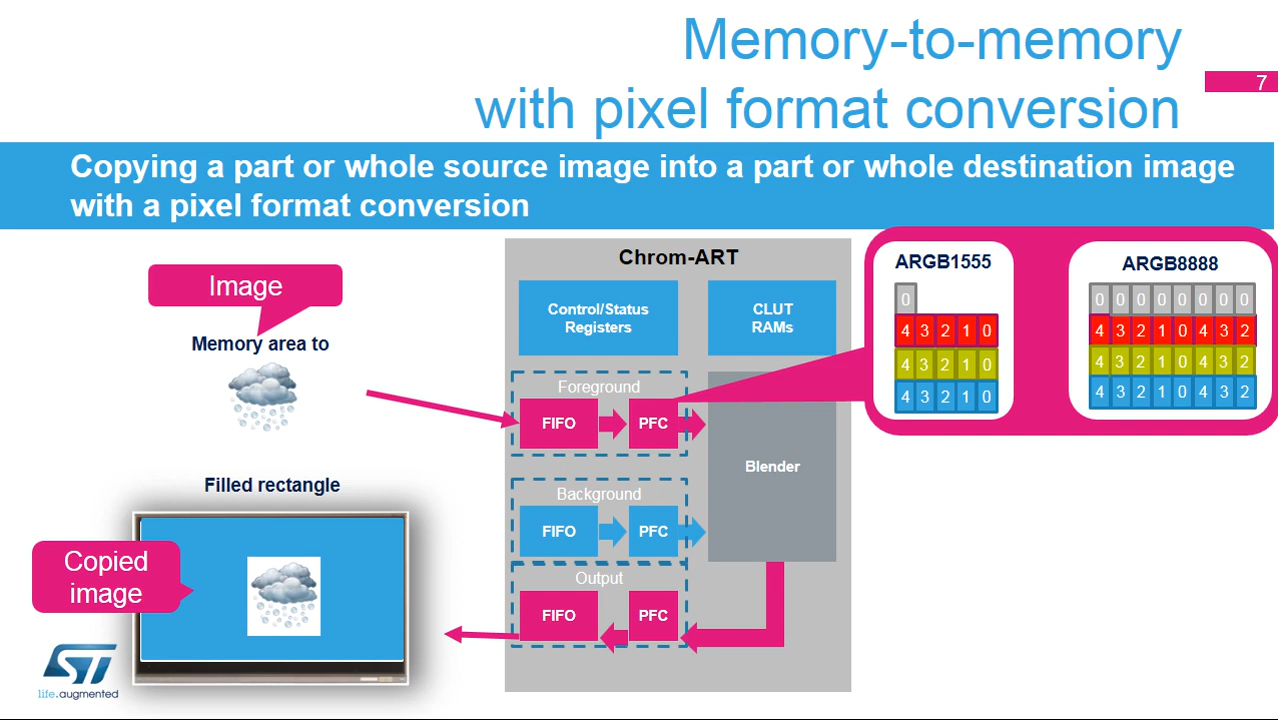 Memory-to-memory
with pixel format conversion
7
Copying a part or whole source image into a part or whole destination image
with a pixel format conversion
Image
Memory area to
Filled rectangle
Copied
image
ST
life.augmented
Chrom-ART
Control/Status
Registers
CLUT
RAMs
Foreground
FIFO
PFC
Background
FIFO
PFC
Output
FIFO
PFC
Blender
ARGB1555
0
4 3 2 1 0
4 3 2 1 0
4 3 2 1 0
ARGB8888
0 0 0 0 0 0 0 0
4 3 2 1 0 4 3 2
4 3 2 1 0 4 3 2
4 3 2 1 0 4 3 2